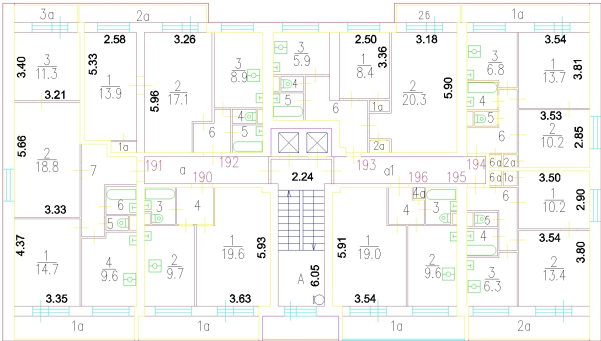 3а 2а 2б 1а
2.58 3.26 2.50 3.18 3.54
3.40 3 11.3 5.33 1 13.9 2 17.1 3 8.9 3 5.9 1 8.4 3.36 2 20.3 3 6.8 1 13.7 3.81
3.21 5.96 4 5 5.90 4
5.66 2 18.8 1а 6 4 5 6 1а 2а 5 6 3.53 2 10.2 2.85
7 191 192 а 190 2.24 193 а1 196 195 194 6а 2а 6а 1а
3.33 6 5 3 4 4а 4 3 6 3.50 1 10.2 2.90
4.37 1 14.7 4 9.6 2 9.7 1 19.6 5.93 А 6.05 5.91 1 19.0 2 9.6 5 4 3 6.3 3.54 2 13.4 3.80
3.35 3.63 3.54
1а 1а 1а 2а